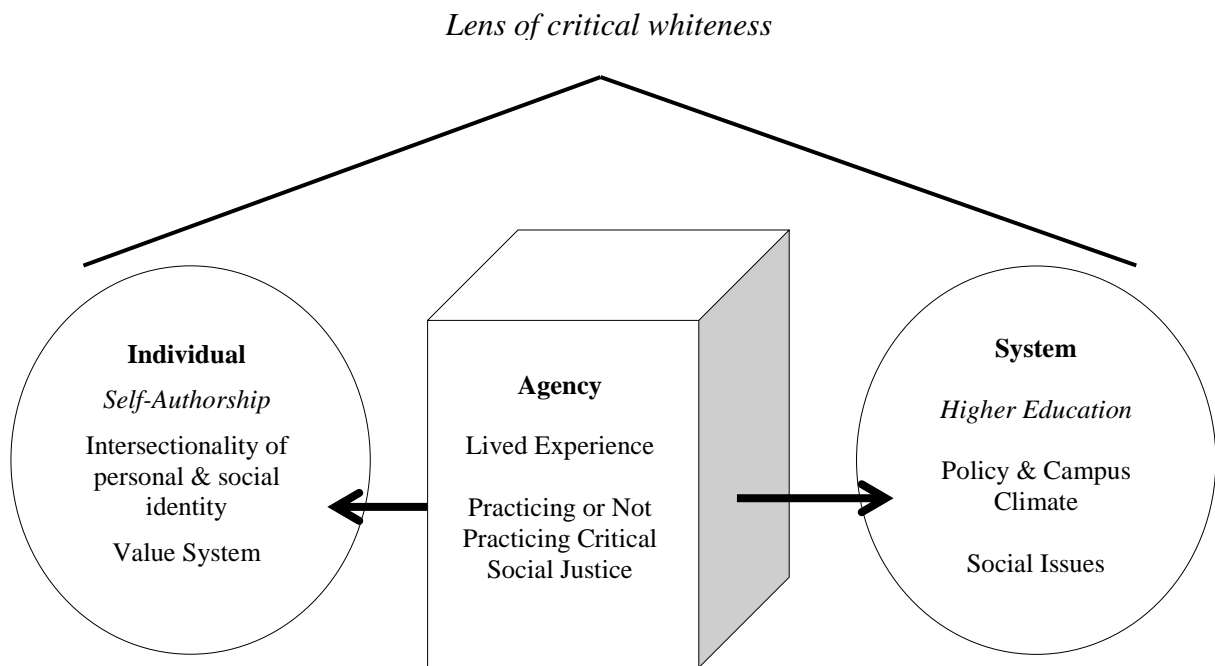 Lens of critical whiteness
Individual
Self-Authorship
Intersectionality of
personal & social
identity
Value System
Agency
Lived Experience
Practicing or Not
Practicing Critical
Social Justice
System
Higher Education
Policy & Campus
Climate
Social Issues